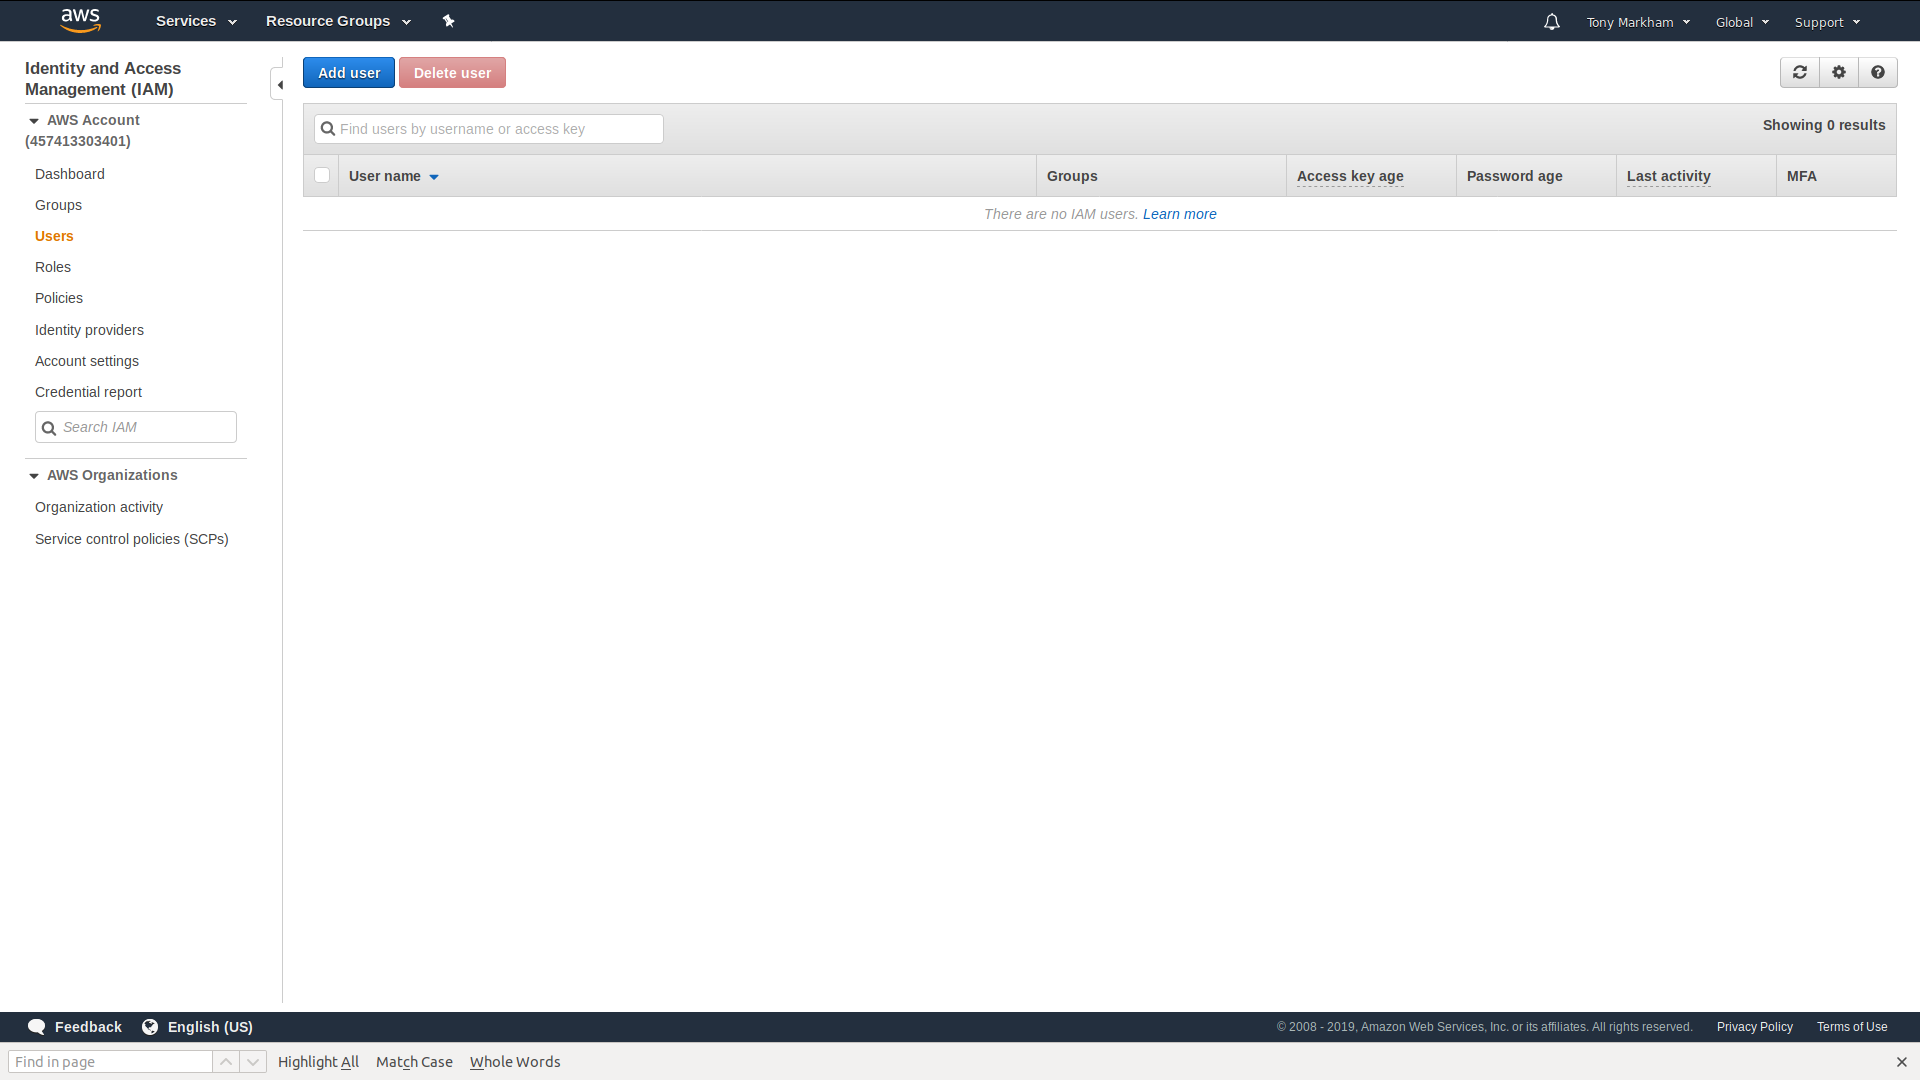 aws Services Resource Groups Tony Markham Global Support
Identity and Access
Management (IAM)
AWS Account
(457413303401)
Dashboard
Groups
Users
Roles
Policies
Identity providers
Account settings
Credential report
Search IAM
AWS Organizations
Organization activity
Service control policies (SCPs)
Add user Delete user
Find users by username or access key Showing 0 results
User name Groups Access key age Password age Last activity MFA
There are no IAM users. Learn more
Feedback English (US) © 2008 - 2019, Amazon Web Services, Inc. or its affiliates. All rights reserved. Privacy Policy Terms of Use
Find in page Highlight All Match Case Whole Words